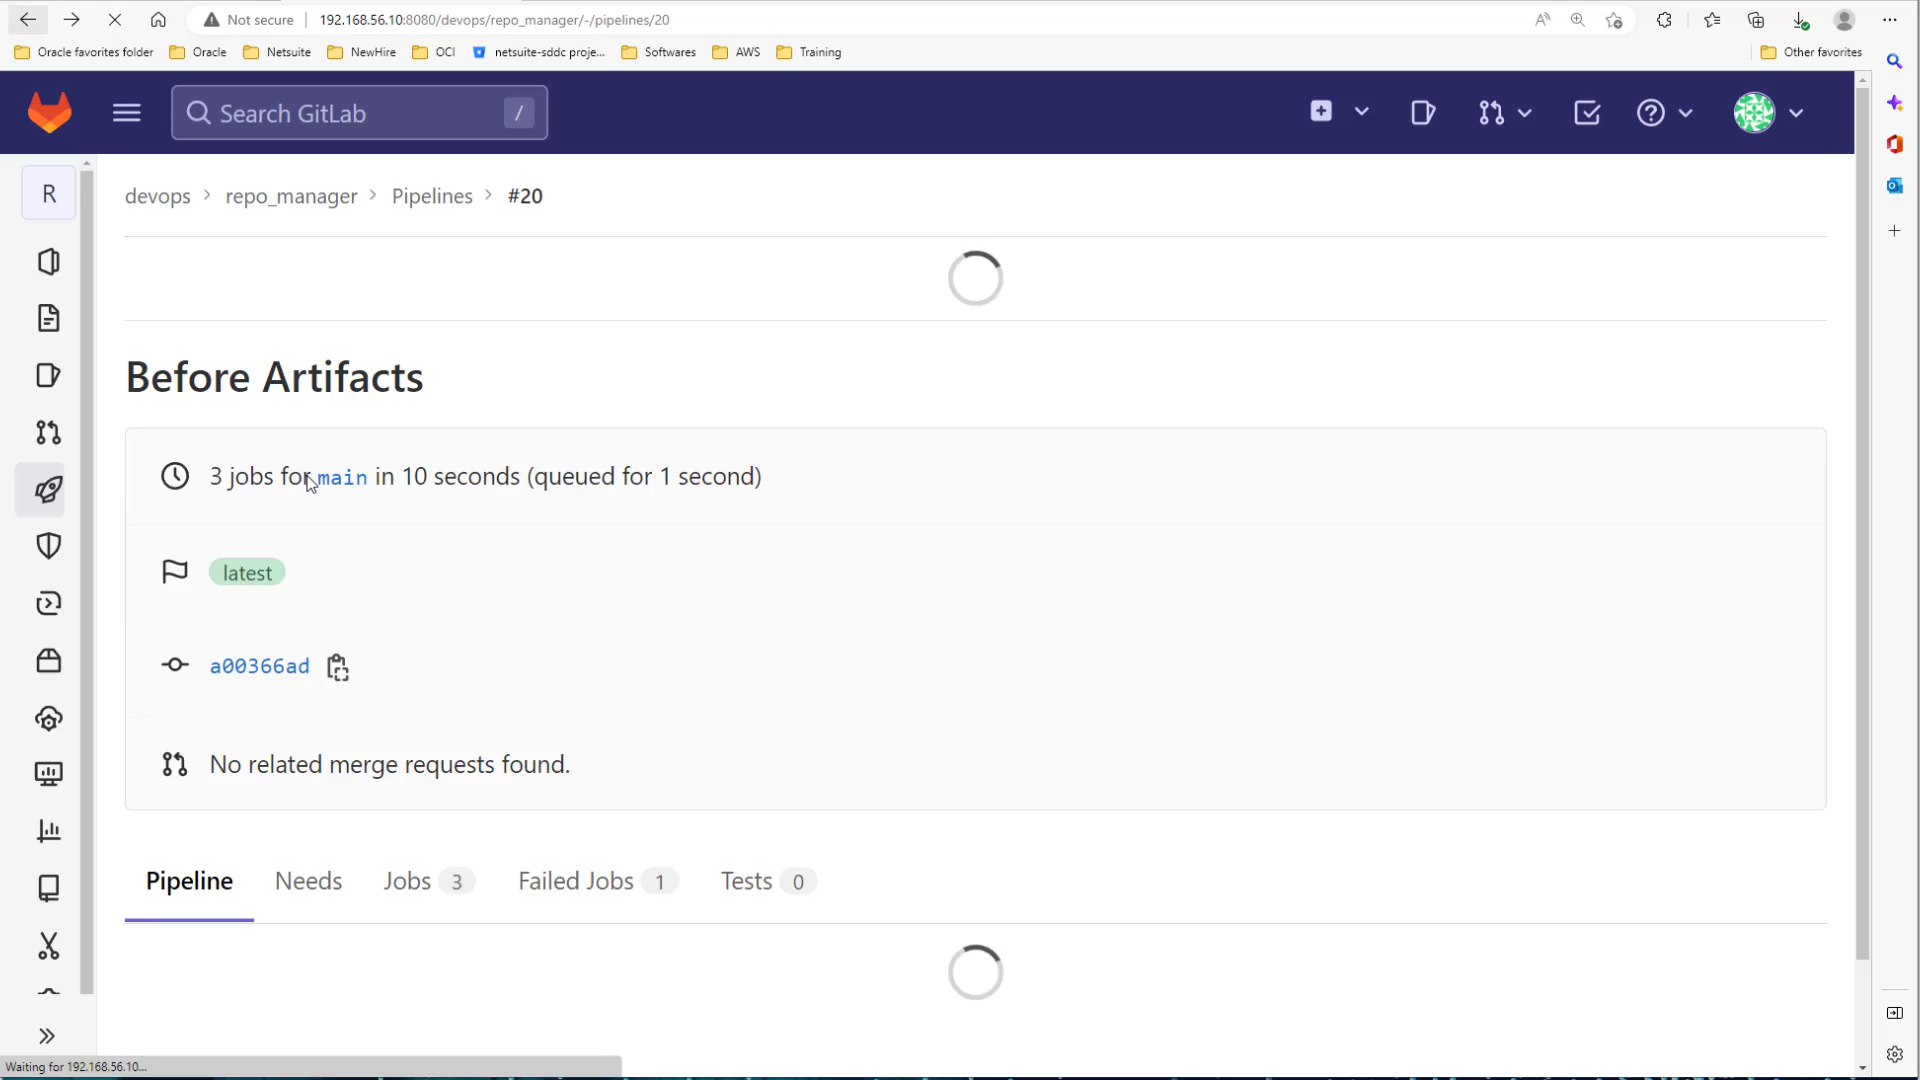 Not secure 192.168.56.10:8080/devops/repo_manager/-/pipelines/20
Oracle favorites folder Oracle Netsuite NewHire OCI netsuite-sddc proje... Softwares AWS Training Other favorites
Search GitLab /
R
devops > repo_manager > Pipelines > #20
Before Artifacts
3 jobs for main in 10 seconds (queued for 1 second)
latest
a00366ad
No related merge requests found.
Pipeline Needs Jobs 3 Failed Jobs 1 Tests 0
Waiting for 192.168.56.10...